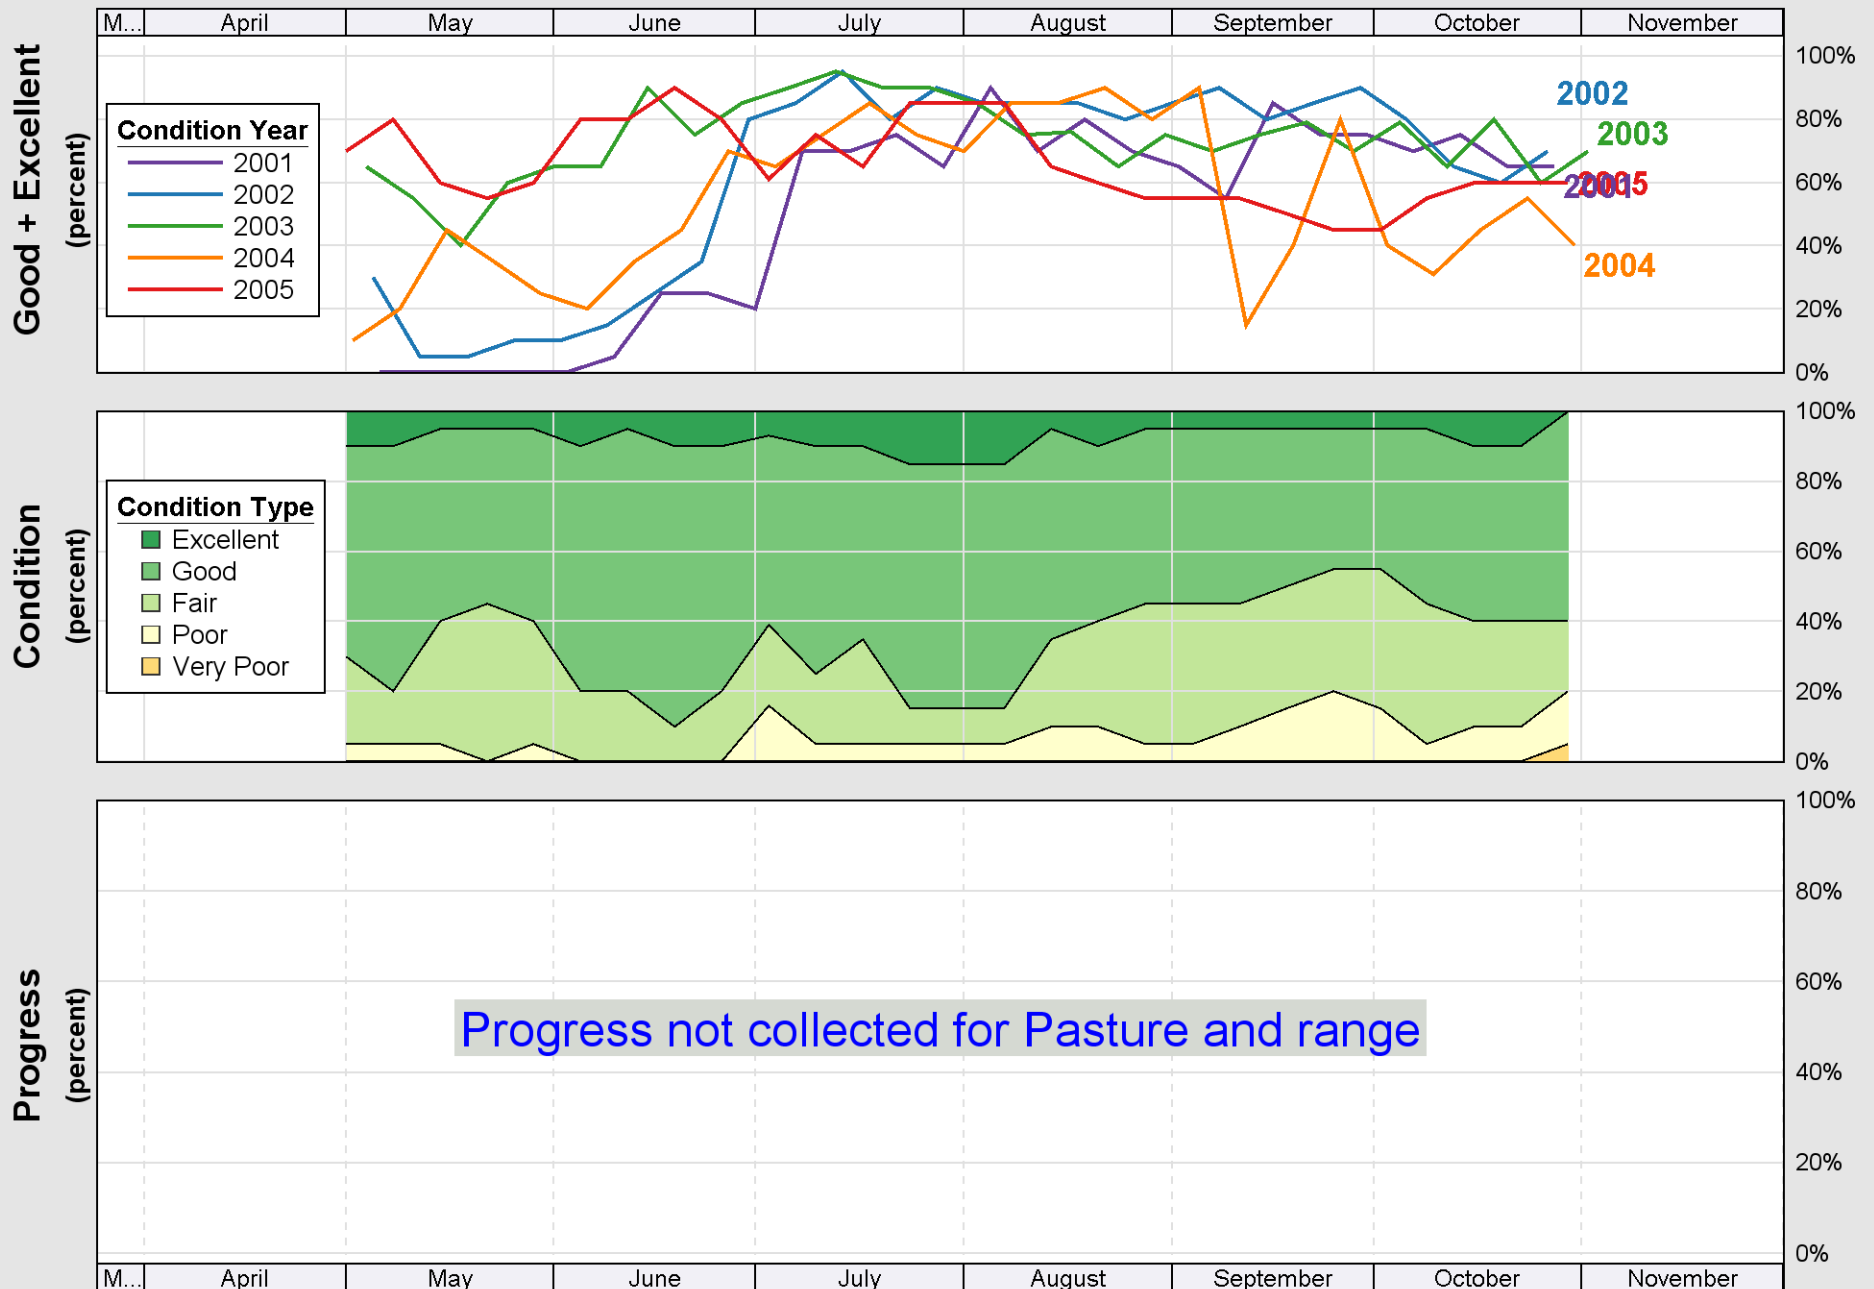 M... April May June July August September October November
Good + Excellent
(percent)
100%
80%
60%
40%
20%
0%
Condition Year
2001
2002
2003
2004
2005
2002
2003
2005
2001
2004
Condition
(percent)
100%
80%
60%
40%
20%
0%
Condition Type
Excellent
Good
Fair
Poor
Very Poor
Progress
(percent)
100%
80%
60%
40%
20%
0%
Progress not collected for Pasture and range
M... April May June July August September October November